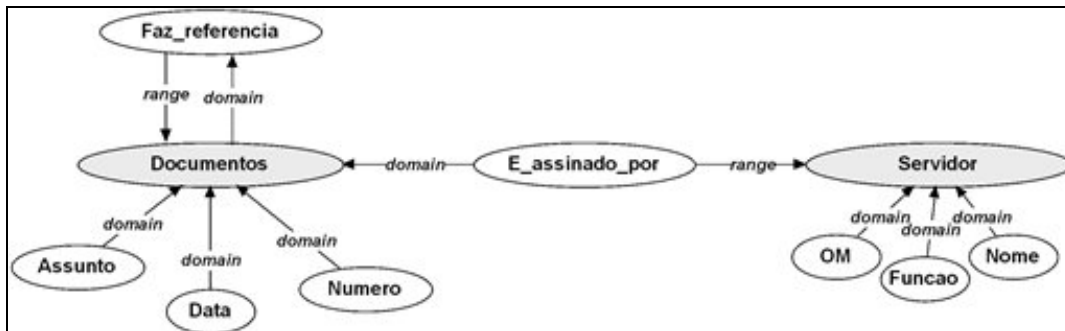 Faz_referencia
range
domain
Documentos
domain
E_assinado_por
range
Servidor
domain
domain
domain
domain
domain
domain
Assunto
Data
Numero
OM
Funcao
Nome